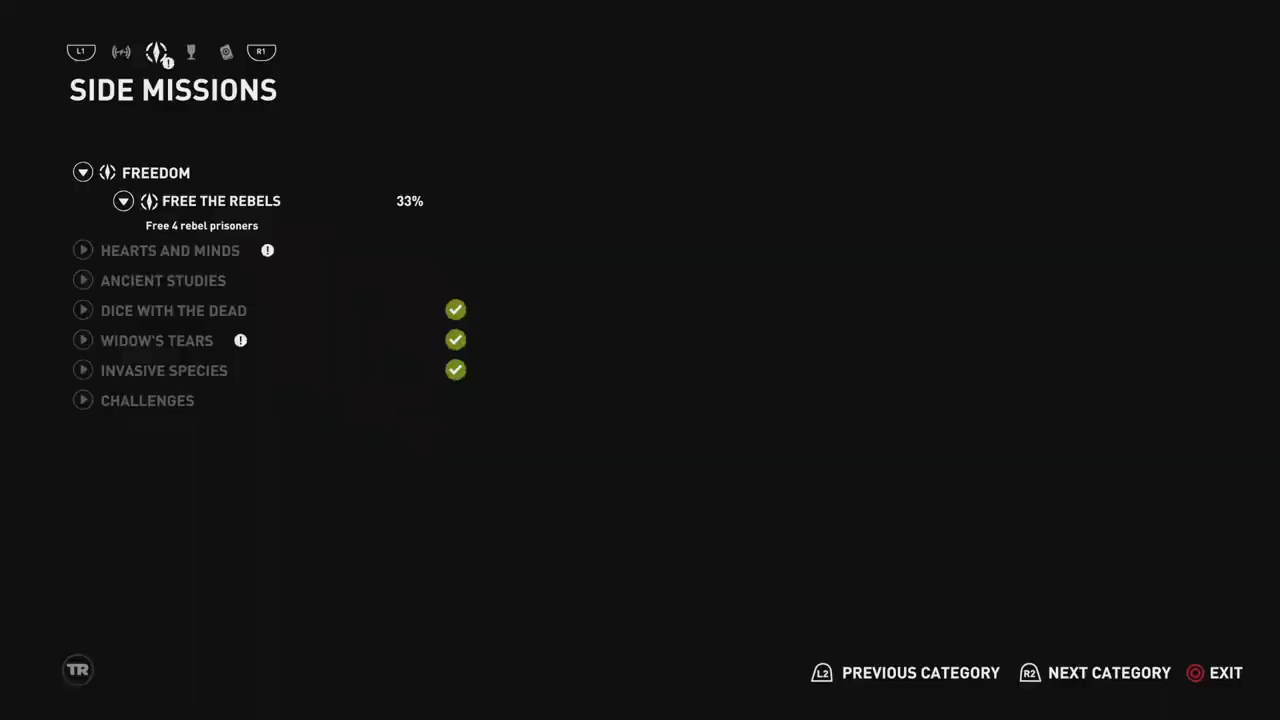 L1
R1
SIDE MISSIONS
FREEDOM
FREE THE REBELS 33%
Free 4 rebel prisoners
HEARTS AND MINDS
ANCIENT STUDIES
DICE WITH THE DEAD
WIDOW'S TEARS
INVASIVE SPECIES
CHALLENGES
TR
L2 PREVIOUS CATEGORY R2 NEXT CATEGORY EXIT